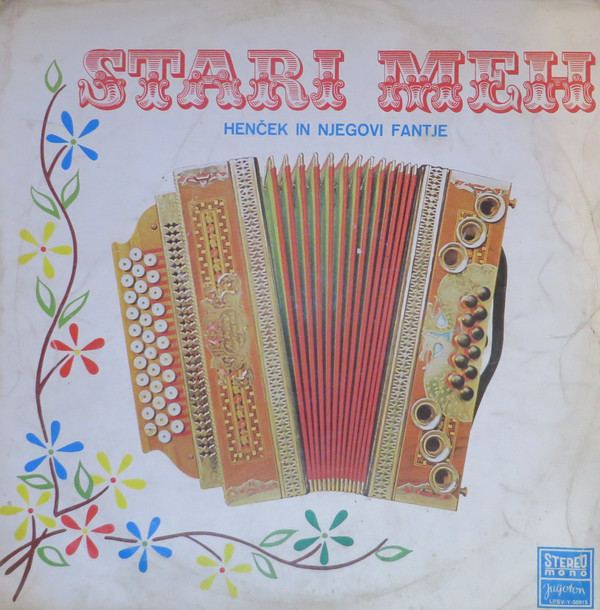 STARI MEH
HENČEK IN NJEGOVI FANTJE
STEREO
mono
Jugoton